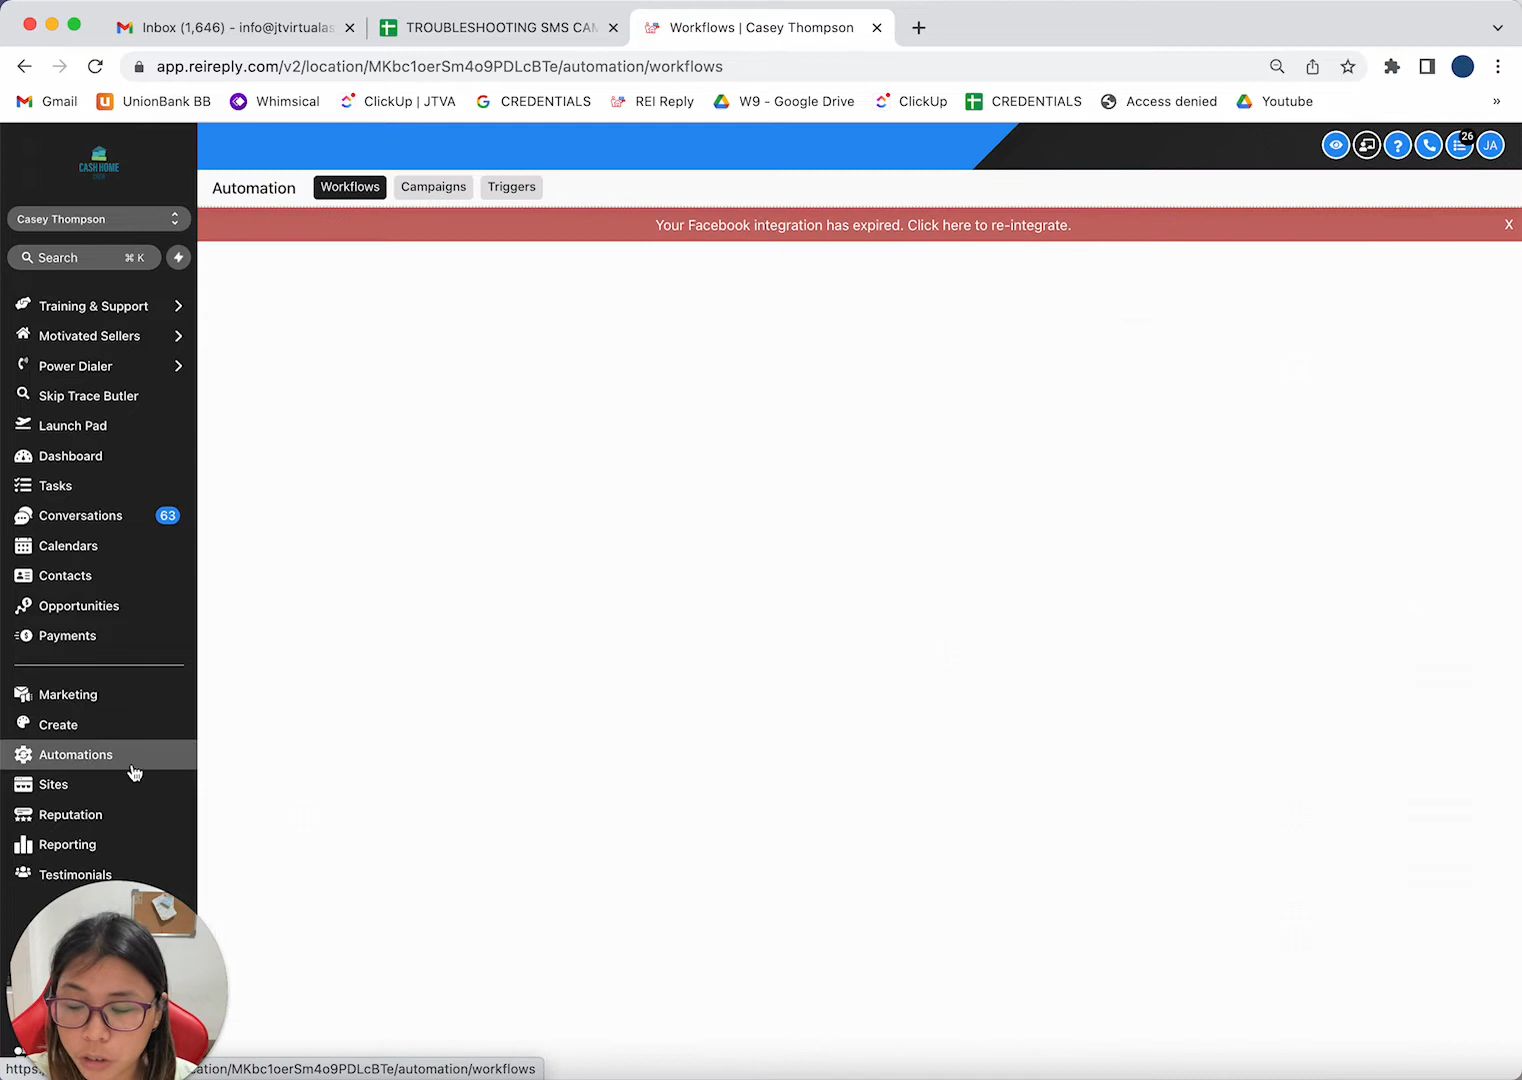 Inbox (1,646) - info@jtvirtualas
TROUBLESHOOTING SMS CAM
Workflows | Casey Thompson
app.reireply.com/v2/location/MKbc1oerSm4o9PDLcBTe/automation/workflows
Gmail
UnionBank BB
Whimsical
ClickUp | JTVA
CREDENTIALS
REI Reply
W9 - Google Drive
ClickUp
CREDENTIALS
Access denied
Youtube
»
CASH HOME
26
JA
Automation
Workflows
Campaigns
Triggers
Casey Thompson
Your Facebook integration has expired. Click here to re-integrate.
X
Search ⌘ K
Training & Support
Motivated Sellers
Power Dialer
Skip Trace Butler
Launch Pad
Dashboard
Tasks
Conversations 63
Calendars
Contacts
Opportunities
Payments
Marketing
Create
Automations
Sites
Reputation
Reporting
Testimonials
https:
ation/MKbc1oerSm4o9PDLcBTe/automation/workflows